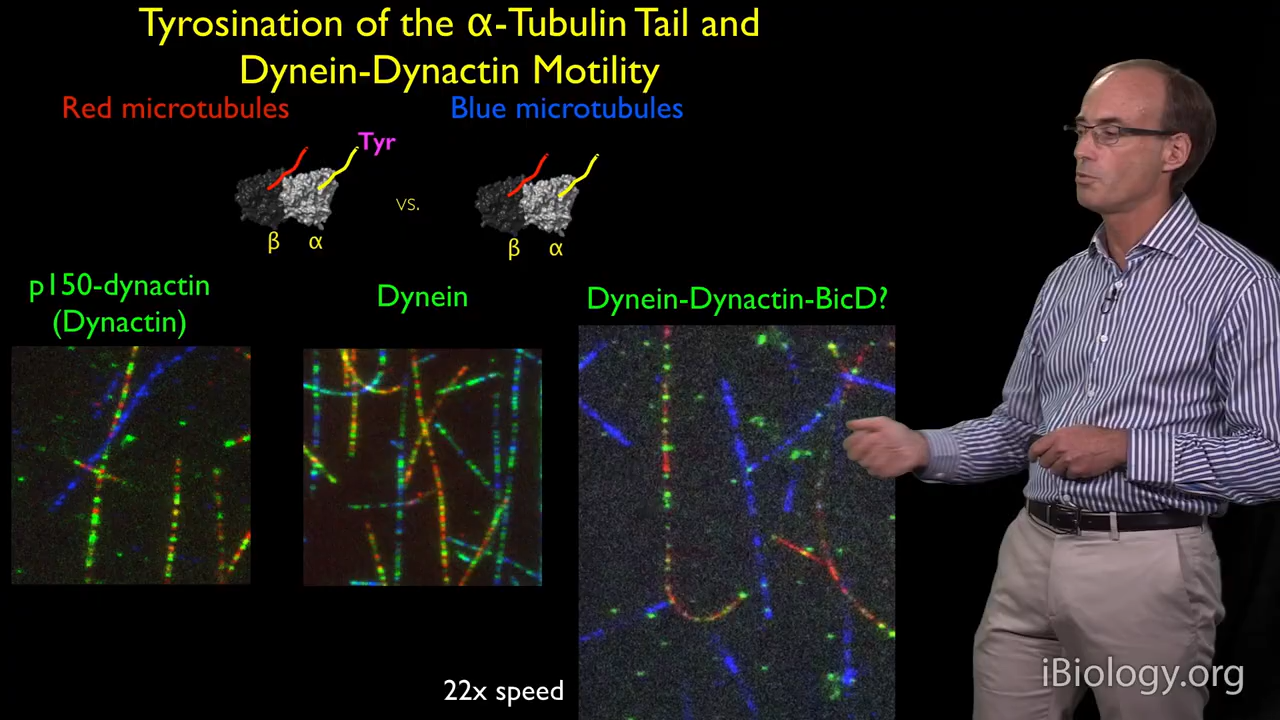 Tyrosination of the α-Tubulin Tail and
Dynein-Dynactin Motility
Red microtubules
Blue microtubules
Tyr
vs.
β α
β α
p150-dynactin
(Dynactin)
Dynein
Dynein-Dynactin-BicD?
22x speed
iBiology.org